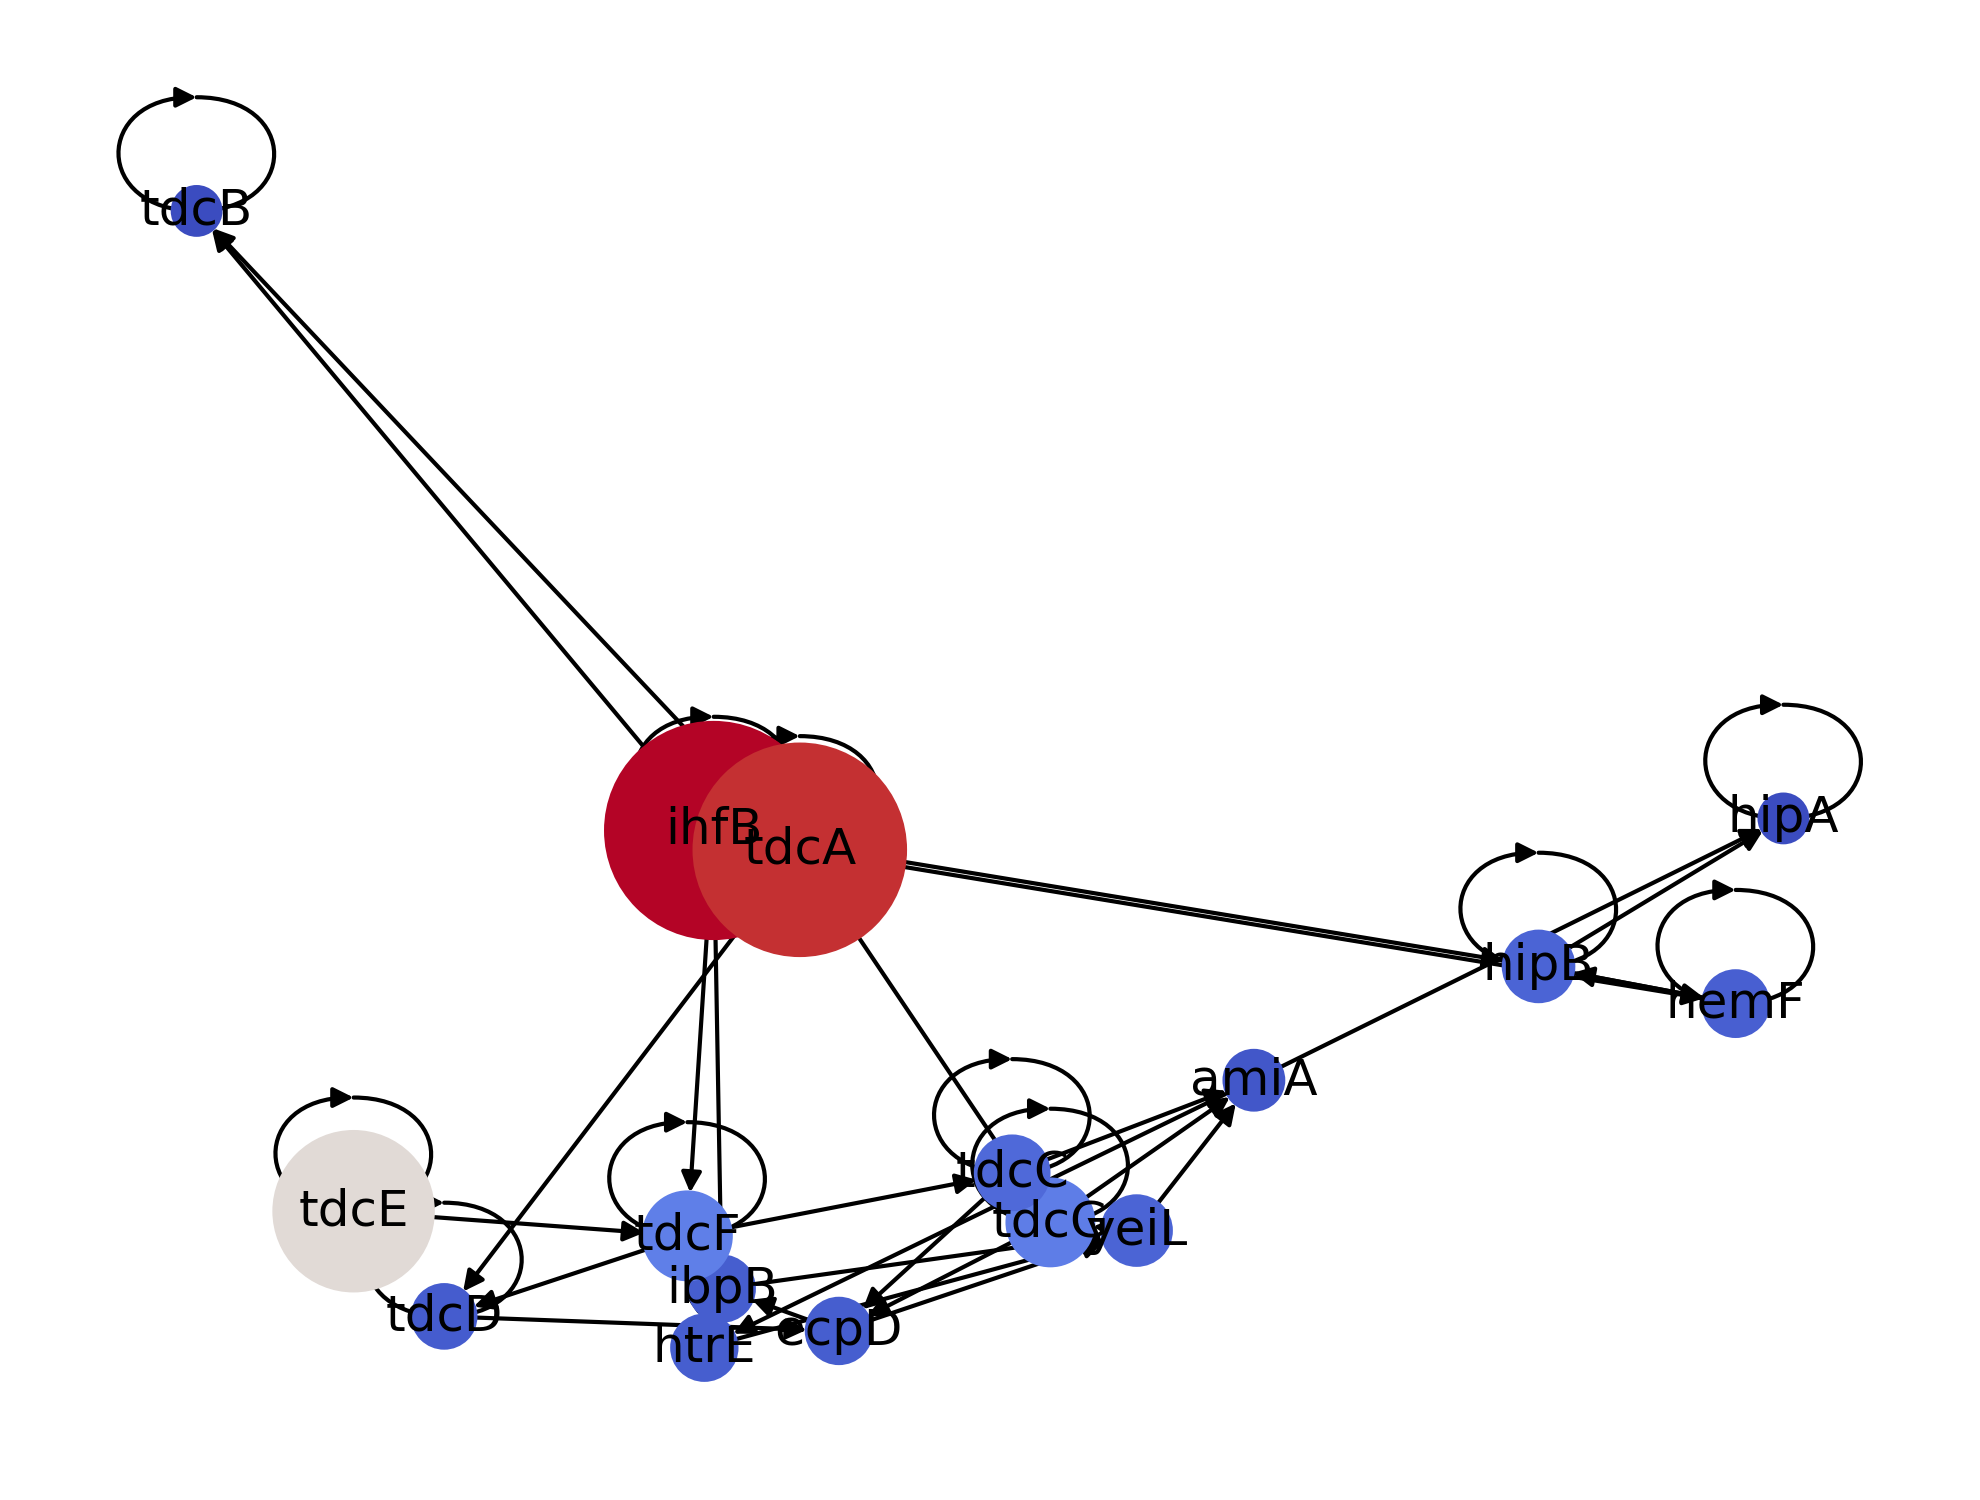 tdcB
ihfB
tdcA
hipA
hipB
hemF
amiA
tdcC
tdcE
tdcG
yeiL
tdcF
ibpB
tdcD
ecpD
htrE